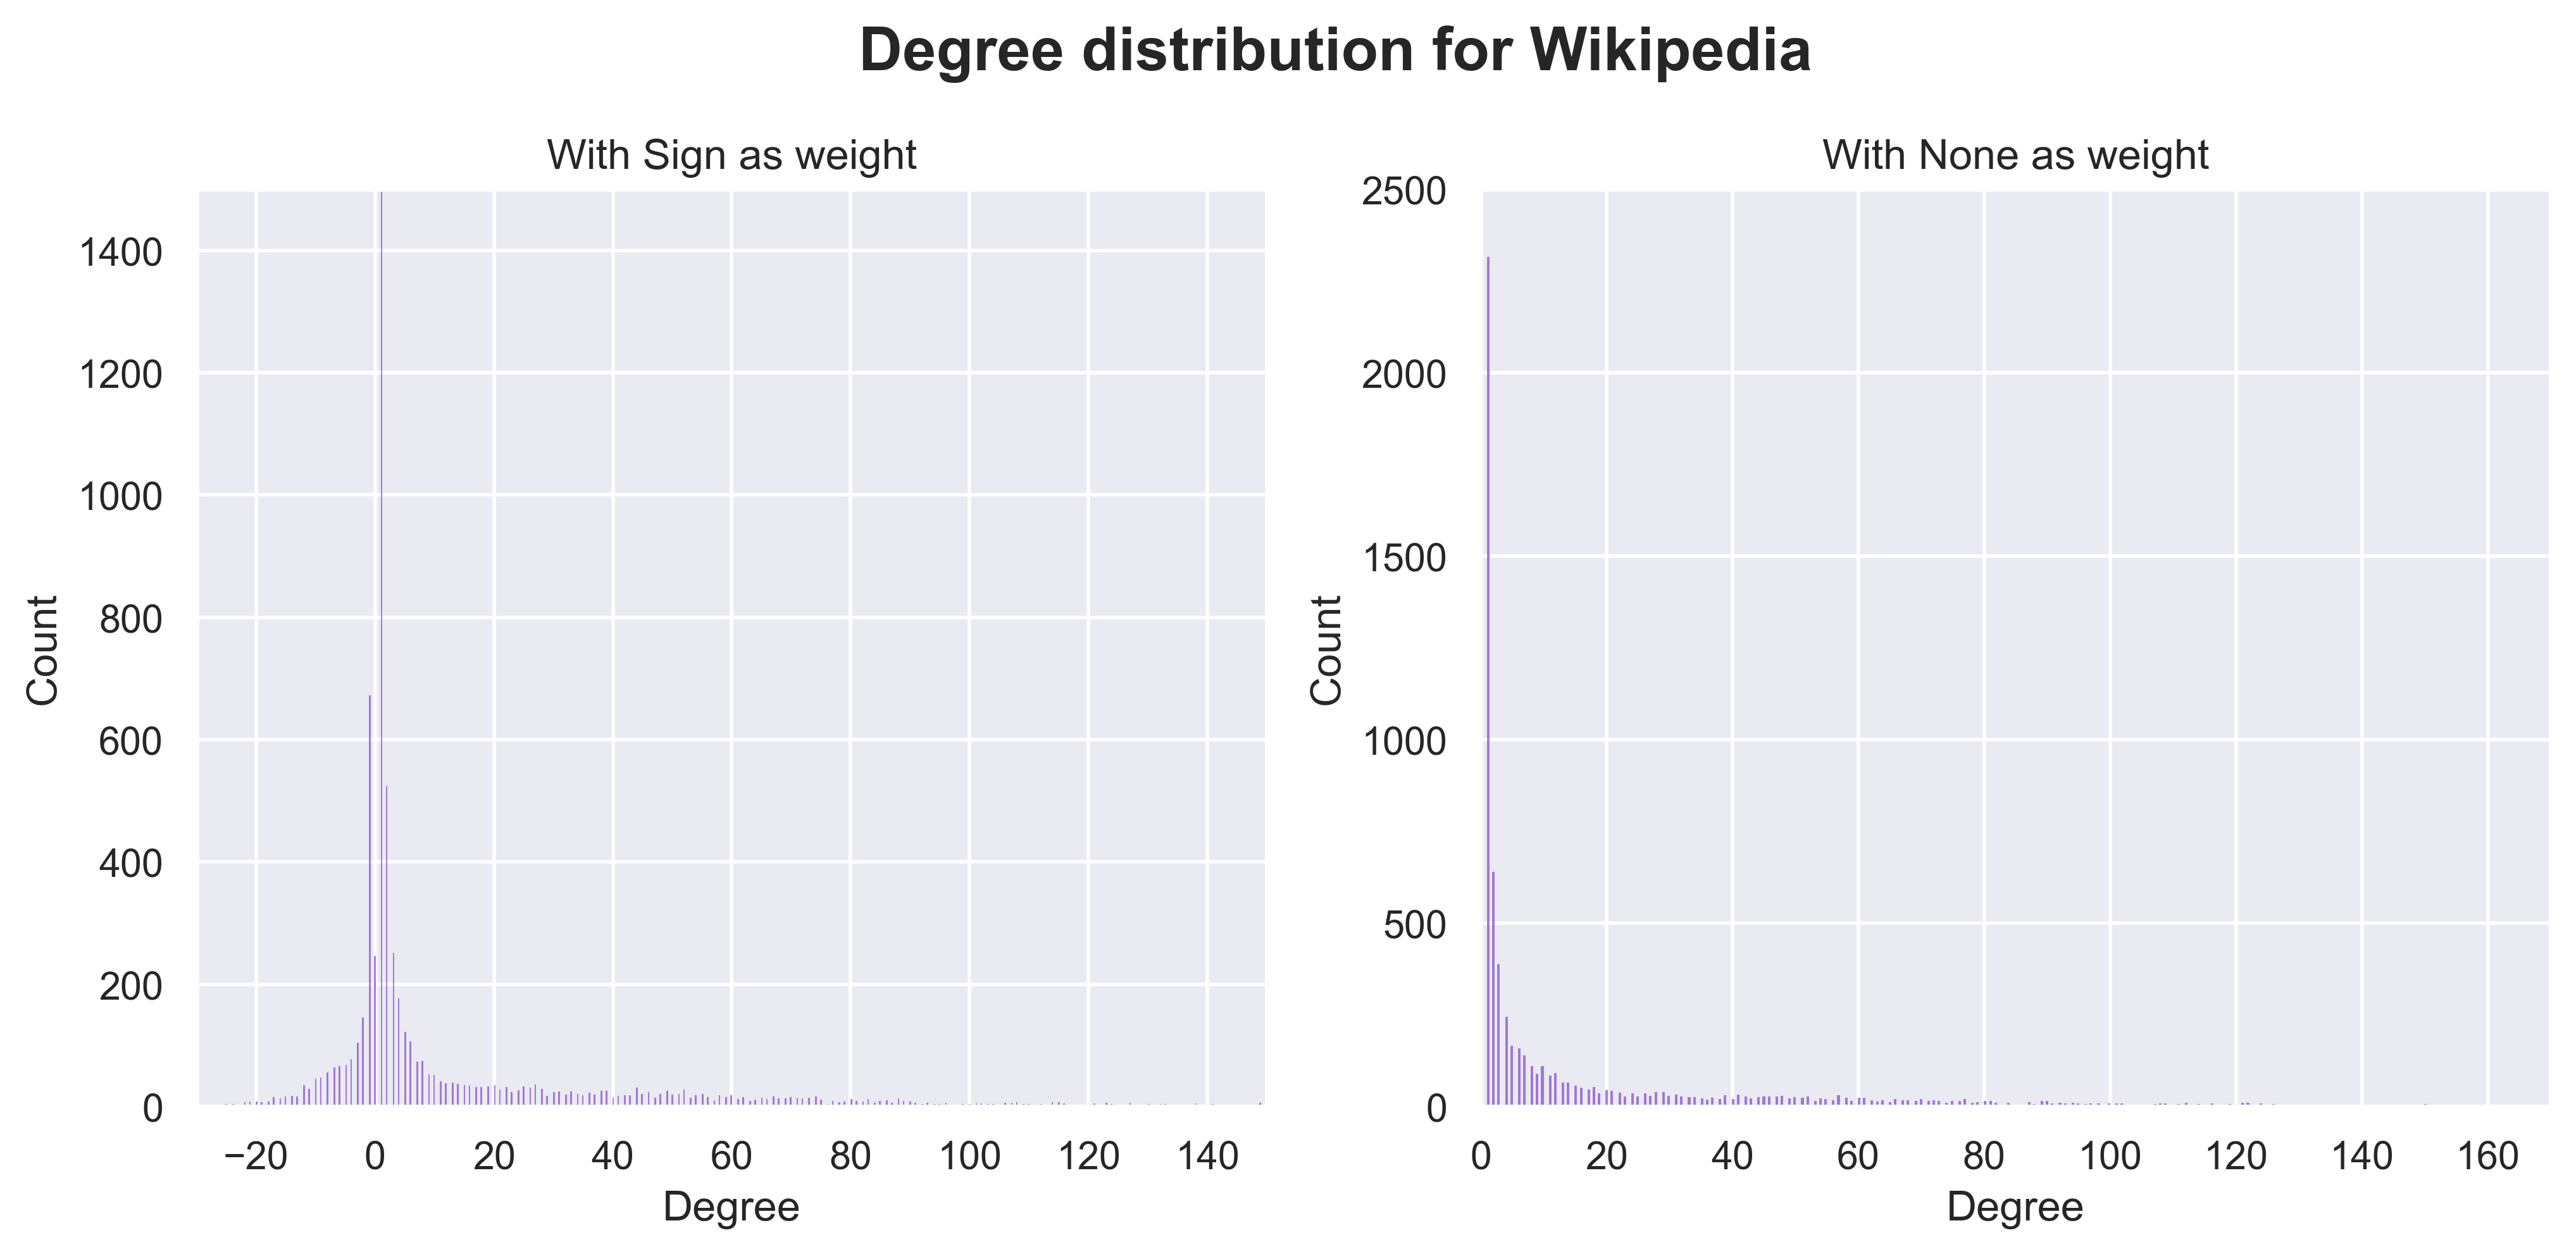 Degree distribution for Wikipedia
With Sign as weight
Count
1400
1200
1000
800
600
400
200
0
−20 0 20 40 60 80 100 120 140
Degree
With None as weight
Count
2500
2000
1500
1000
500
0
0 20 40 60 80 100 120 140 160
Degree